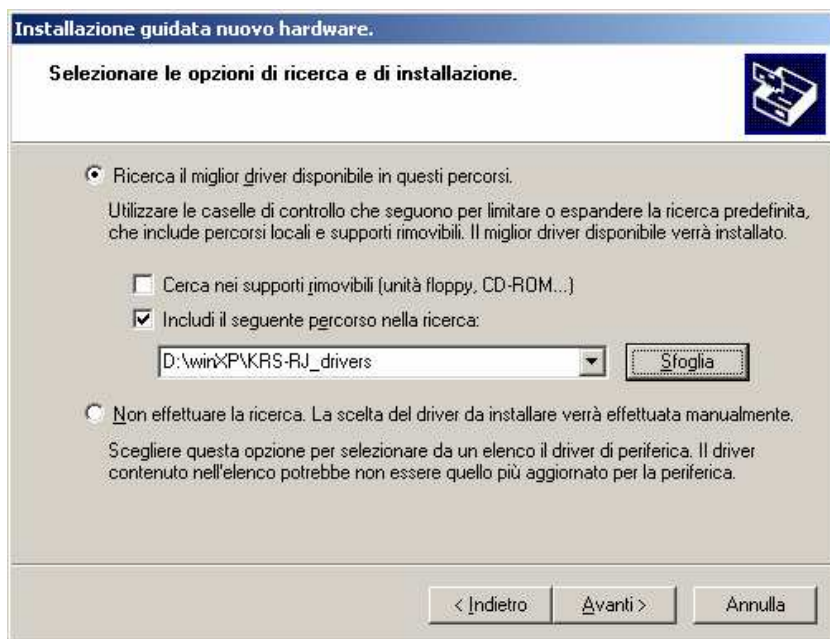 Installazione guidata nuovo hardware.
Selezionare le opzioni di ricerca e di installazione.
Ricerca il miglior driver disponibile in questi percorsi.
Utilizzare le caselle di controllo che seguono per limitare o espandere la ricerca predefinita,
che include percorsi locali e supporti rimovibili. Il miglior driver disponibile verrà installato.
Cerca nei supporti rimovibili (unità floppy, CD-ROM...)
Includi il seguente percorso nella ricerca:
D:\winXP\KRS-RJ_drivers
Sfoglia
Non effettuare la ricerca. La scelta del driver da installare verrà effettuata manualmente.
Scegliere questa opzione per selezionare da un elenco il driver di periferica. Il driver
contenuto nell'elenco potrebbe non essere quello più aggiornato per la periferica.
< Indietro
Avanti >
Annulla